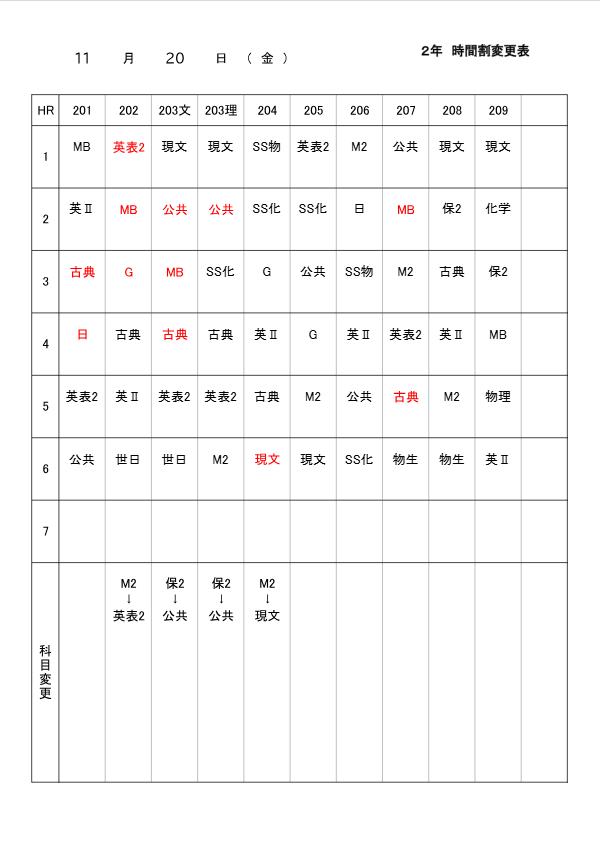 2年 時間割変更表
11 月 20 日 ( 金 )
HR 201 202 203文 203理 204 205 206 207 208 209
1 MB 英表2 現文 現文 SS物 英表2 M2 公共 現文 現文
2 英Ⅱ MB 公共 公共 SS化 SS化 日 MB 保2 化学
3 古典 G MB SS化 G 公共 SS物 M2 古典 保2
4 日 古典 古典 古典 英Ⅱ G 英Ⅱ 英表2 英Ⅱ MB
5 英表2 英Ⅱ 英表2 英表2 古典 M2 公共 古典 M2 物理
6 公共 世日 世日 M2 現文 現文 SS化 物生 物生 英Ⅱ
7
科目変更
M2 保2 保2 M2
↓ ↓ ↓ ↓
英表2 公共 公共 現文